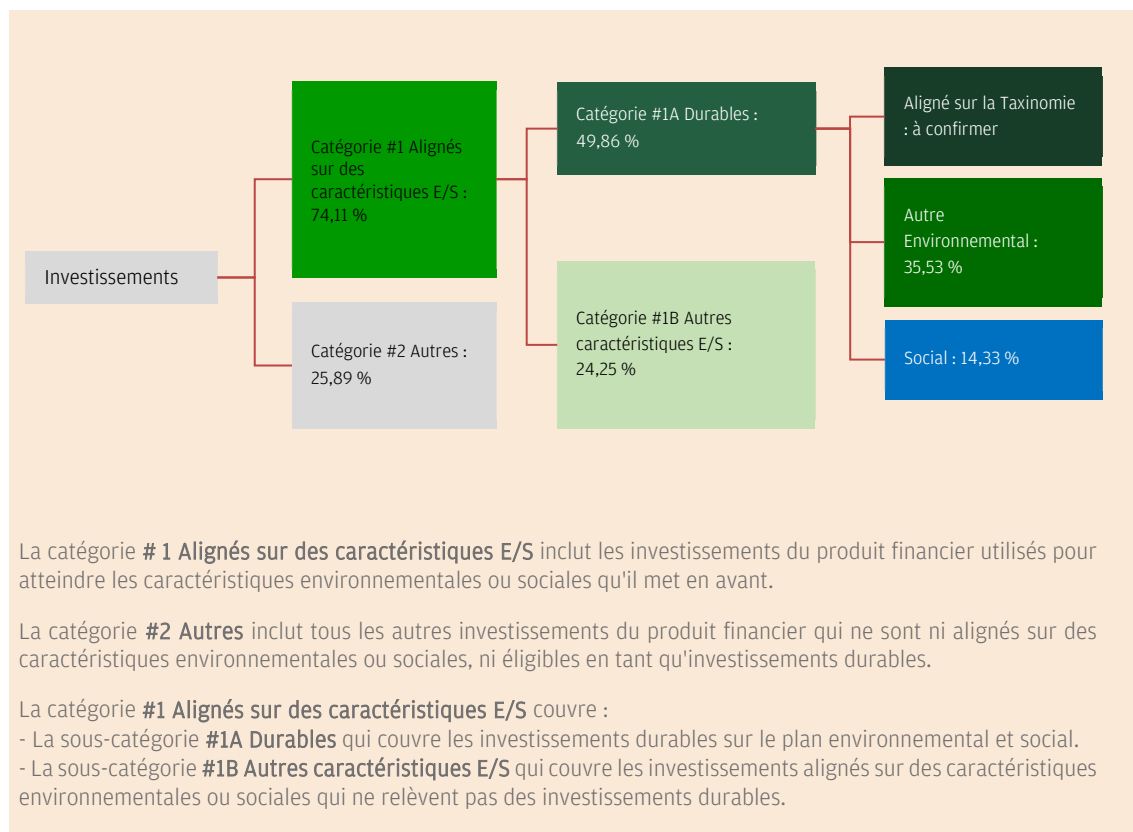 Investissements
Catégorie #1 Alignés
sur des
caractéristiques E/S :
74,11 %
Catégorie #2 Autres :
25,89 %
Catégorie #1A Durables :
49,86 %
Catégorie #1B Autres
caractéristiques E/S :
24,25 %
Aligné sur la Taxinomie
: à confirmer
Autre
Environnemental :
35,53 %
Social : 14,33 %
La catégorie # 1 Alignés sur des caractéristiques E/S inclut les investissements du produit financier utilisés pour
atteindre les caractéristiques environnementales ou sociales qu'il met en avant.
La catégorie #2 Autres inclut tous les autres investissements du produit financier qui ne sont ni alignés sur des
caractéristiques environnementales ou sociales, ni éligibles en tant qu'investissements durables.
La catégorie #1 Alignés sur des caractéristiques E/S couvre :
- La sous-catégorie #1A Durables qui couvre les investissements durables sur le plan environnemental et social.
- La sous-catégorie #1B Autres caractéristiques E/S qui couvre les investissements alignés sur des caractéristiques
environnementales ou sociales qui ne relèvent pas des investissements durables.